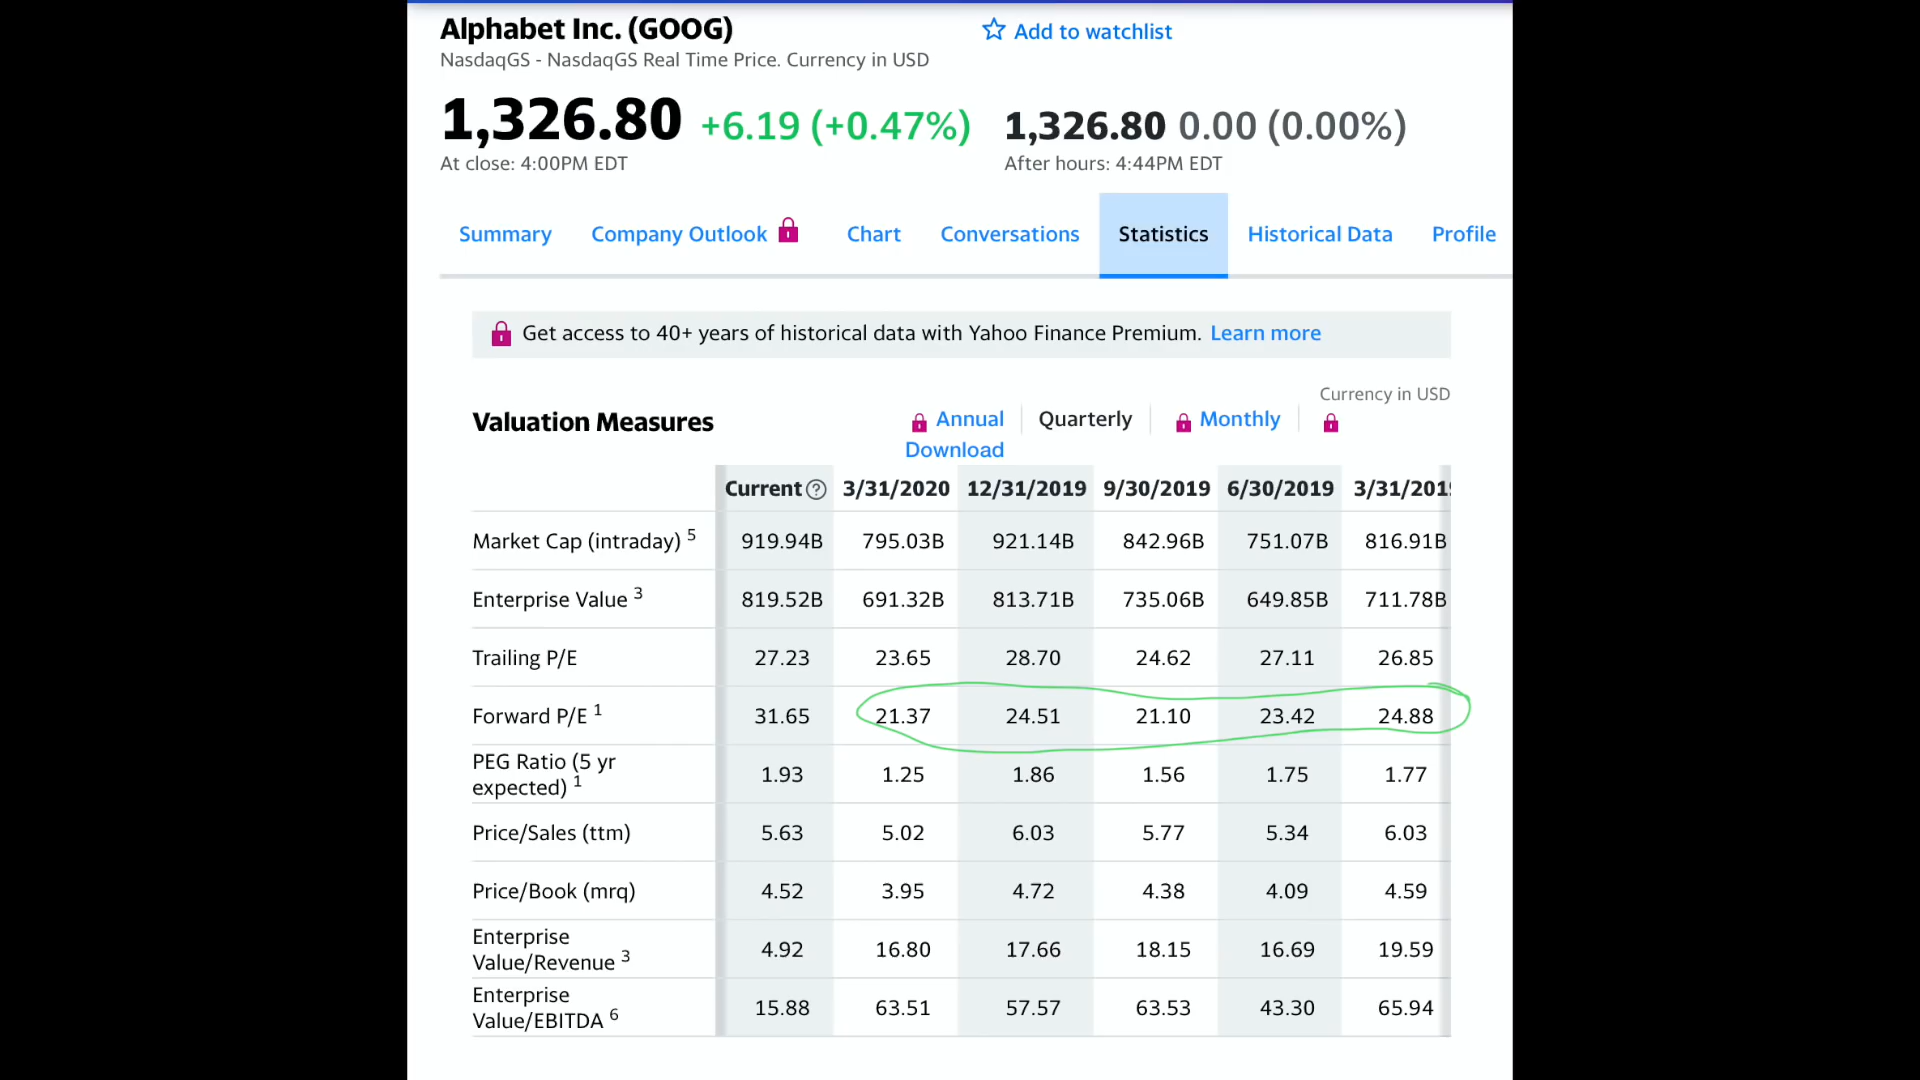 Alphabet Inc. (GOOG)
Add to watchlist
NasdaqGS - NasdaqGS Real Time Price. Currency in USD
1,326.80 +6.19 (+0.47%) 1,326.80 0.00 (0.00%)
At close: 4:00PM EDT After hours: 4:44PM EDT
Summary Company Outlook Chart Conversations Statistics Historical Data Profile
Get access to 40+ years of historical data with Yahoo Finance Premium. Learn more
Currency in USD
Valuation Measures Annual Quarterly Monthly
Download
Current ? 3/31/2020 12/31/2019 9/30/2019 6/30/2019 3/31/201
Market Cap (intraday) 5 919.94B 795.03B 921.14B 842.96B 751.07B 816.91B
Enterprise Value 3 819.52B 691.32B 813.71B 735.06B 649.85B 711.78B
Trailing P/E 27.23 23.65 28.70 24.62 27.11 26.85
Forward P/E 1 31.65 21.37 24.51 21.10 23.42 24.88
PEG Ratio (5 yr
expected) 1 1.93 1.25 1.86 1.56 1.75 1.77
Price/Sales (ttm) 5.63 5.02 6.03 5.77 5.34 6.03
Price/Book (mrq) 4.52 3.95 4.72 4.38 4.09 4.59
Enterprise
Value/Revenue 3 4.92 16.80 17.66 18.15 16.69 19.59
Enterprise
Value/EBITDA 6 15.88 63.51 57.57 63.53 43.30 65.94